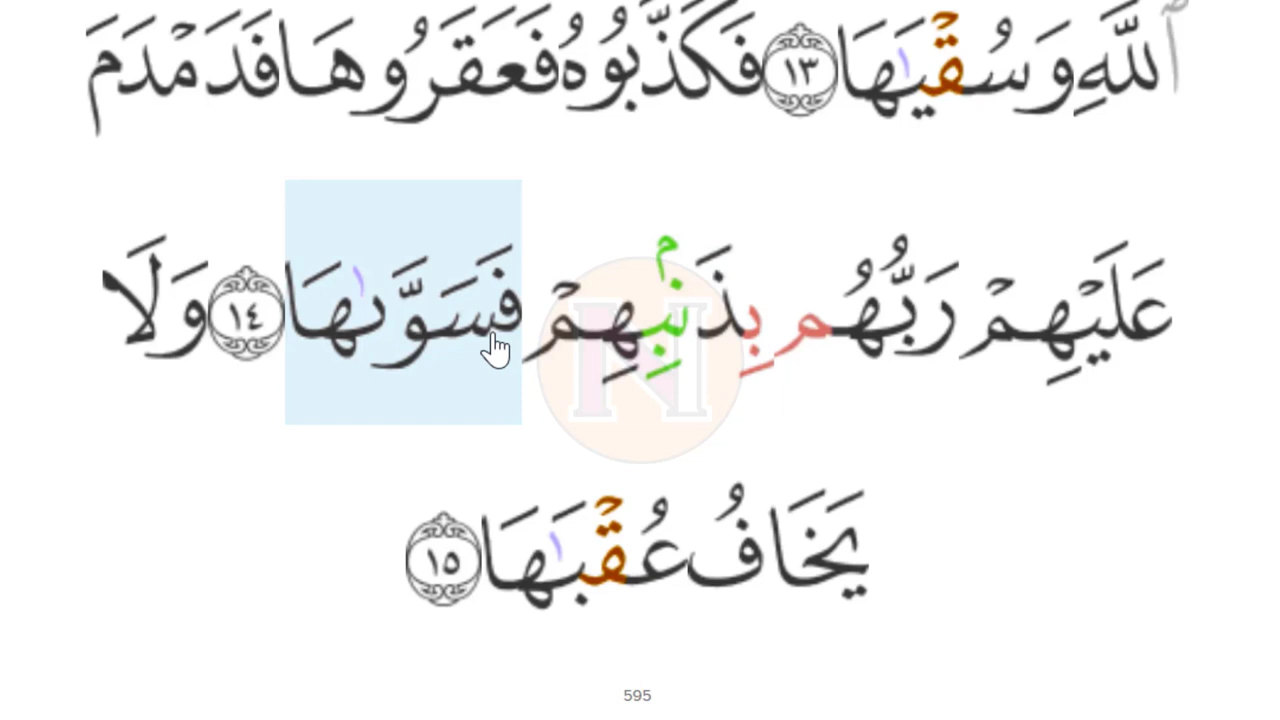 ٱللَّهِ وَسُقْيَـٰهَا ١٣ فَكَذَّبُوهُ فَعَقَرُوهَا فَدَمْدَمَ
عَلَيْهِمْ رَبُّهُم بِذَنۢبِهِمْ فَسَوَّىٰهَا ١٤ وَلَا
يَخَافُ عُقْبَـٰهَا ١٥
N
595